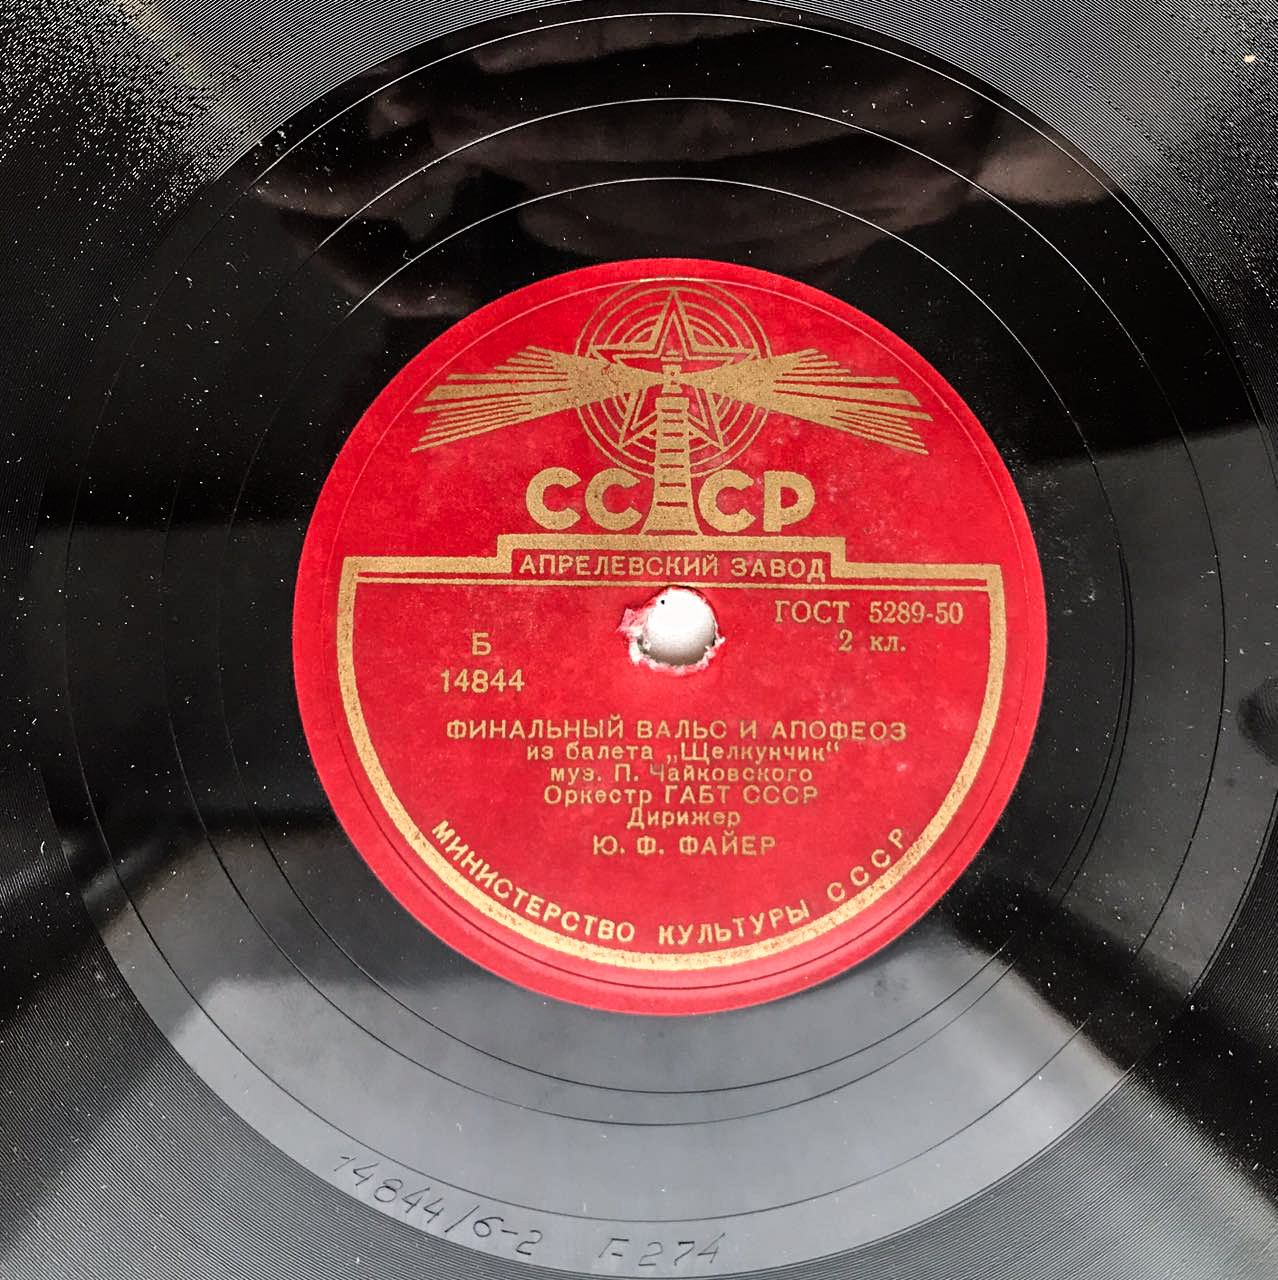 СССР
АПРЕЛЕВСКИЙ ЗАВОД
ГОСТ 5289-50
2 кл.
Б
14844
ФИНАЛЬНЫЙ ВАЛЬС И АПОФЕОЗ
из балета „Щелкунчик“
муз. П. Чайковского
Оркестр ГАБТ СССР
Дирижер
Ю. Ф. ФАЙЕР
МИНИСТЕРСТВО КУЛЬТУРЫ СССР
14844/6-2 F274